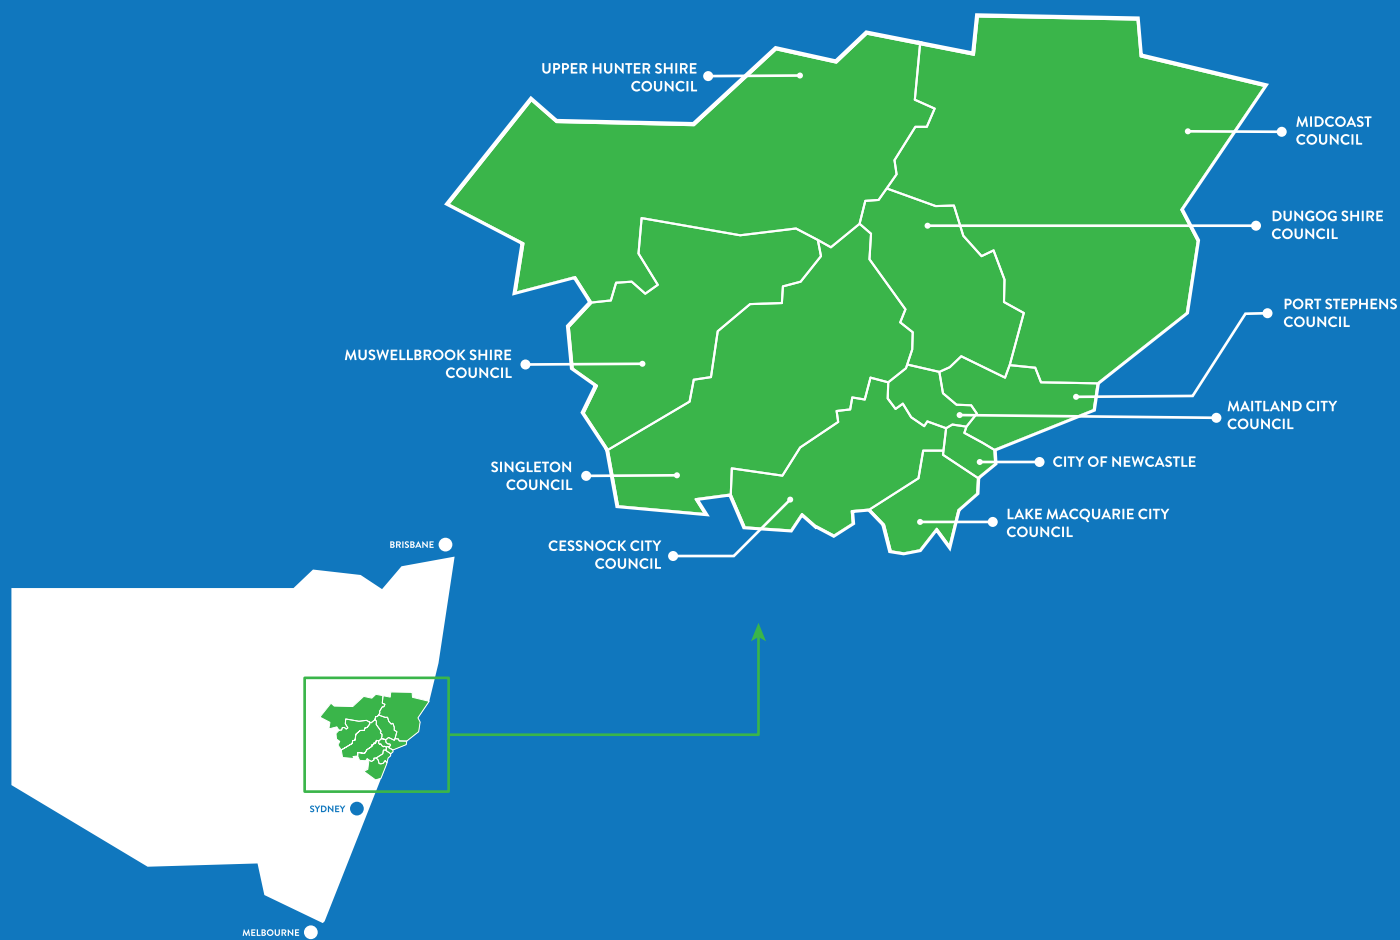 UPPER HUNTER SHIRE
COUNCIL
MIDCOAST
COUNCIL
DUNGOG SHIRE
COUNCIL
PORT STEPHENS
COUNCIL
MUSWELLBROOK SHIRE
COUNCIL
MAITLAND CITY
COUNCIL
SINGLETON
COUNCIL
CITY OF NEWCASTLE
LAKE MACQUARIE CITY
COUNCIL
CESSNOCK CITY
COUNCIL
BRISBANE
SYDNEY
MELBOURNE